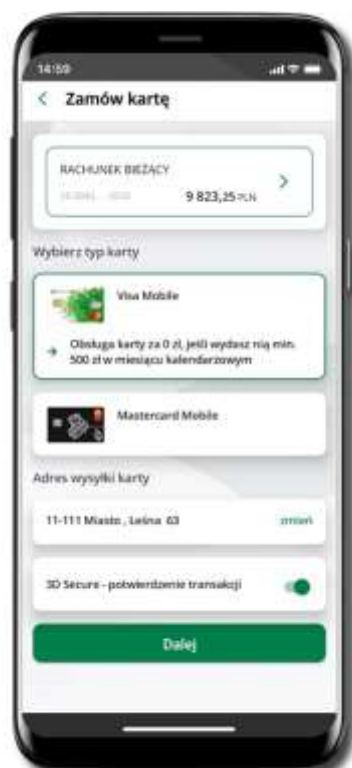 14:59
Zamów kartę
RACHUNEK BIEŻĄCY
9 823,25 PLN
Wybierz typ karty
Visa Mobile
Obsługa karty za 0 zł, jeśli wydasz nią min.
500 zł w miesiącu kalendarzowym
Mastercard Mobile
Adres wysyłki karty
11-111 Miasto , Leśna 63
zmień
3D Secure - potwierdzenie transakcji
Dalej